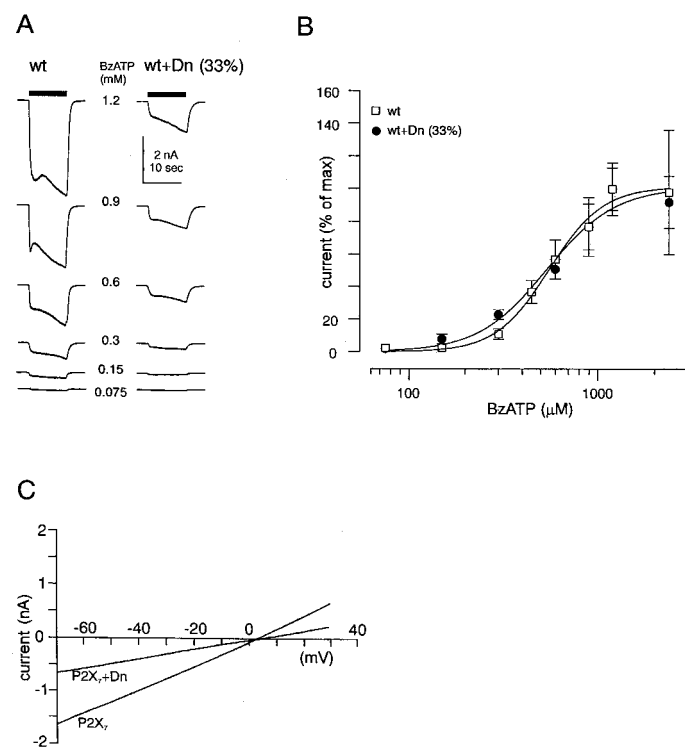 A
wt
BzATP
(mM)
wt+Dn (33%)
1.2
2 nA
10 sec
0.9
0.6
0.3
0.15
0.075
B
160
140
20
0
current (% of max)
wt
wt+Dn (33%)
100
1000
BzATP (μM)
C
2
1
0
-1
-2
current (nA)
-60
-40
-20
0
40
(mV)
P2X₇+Dn
P2X₇